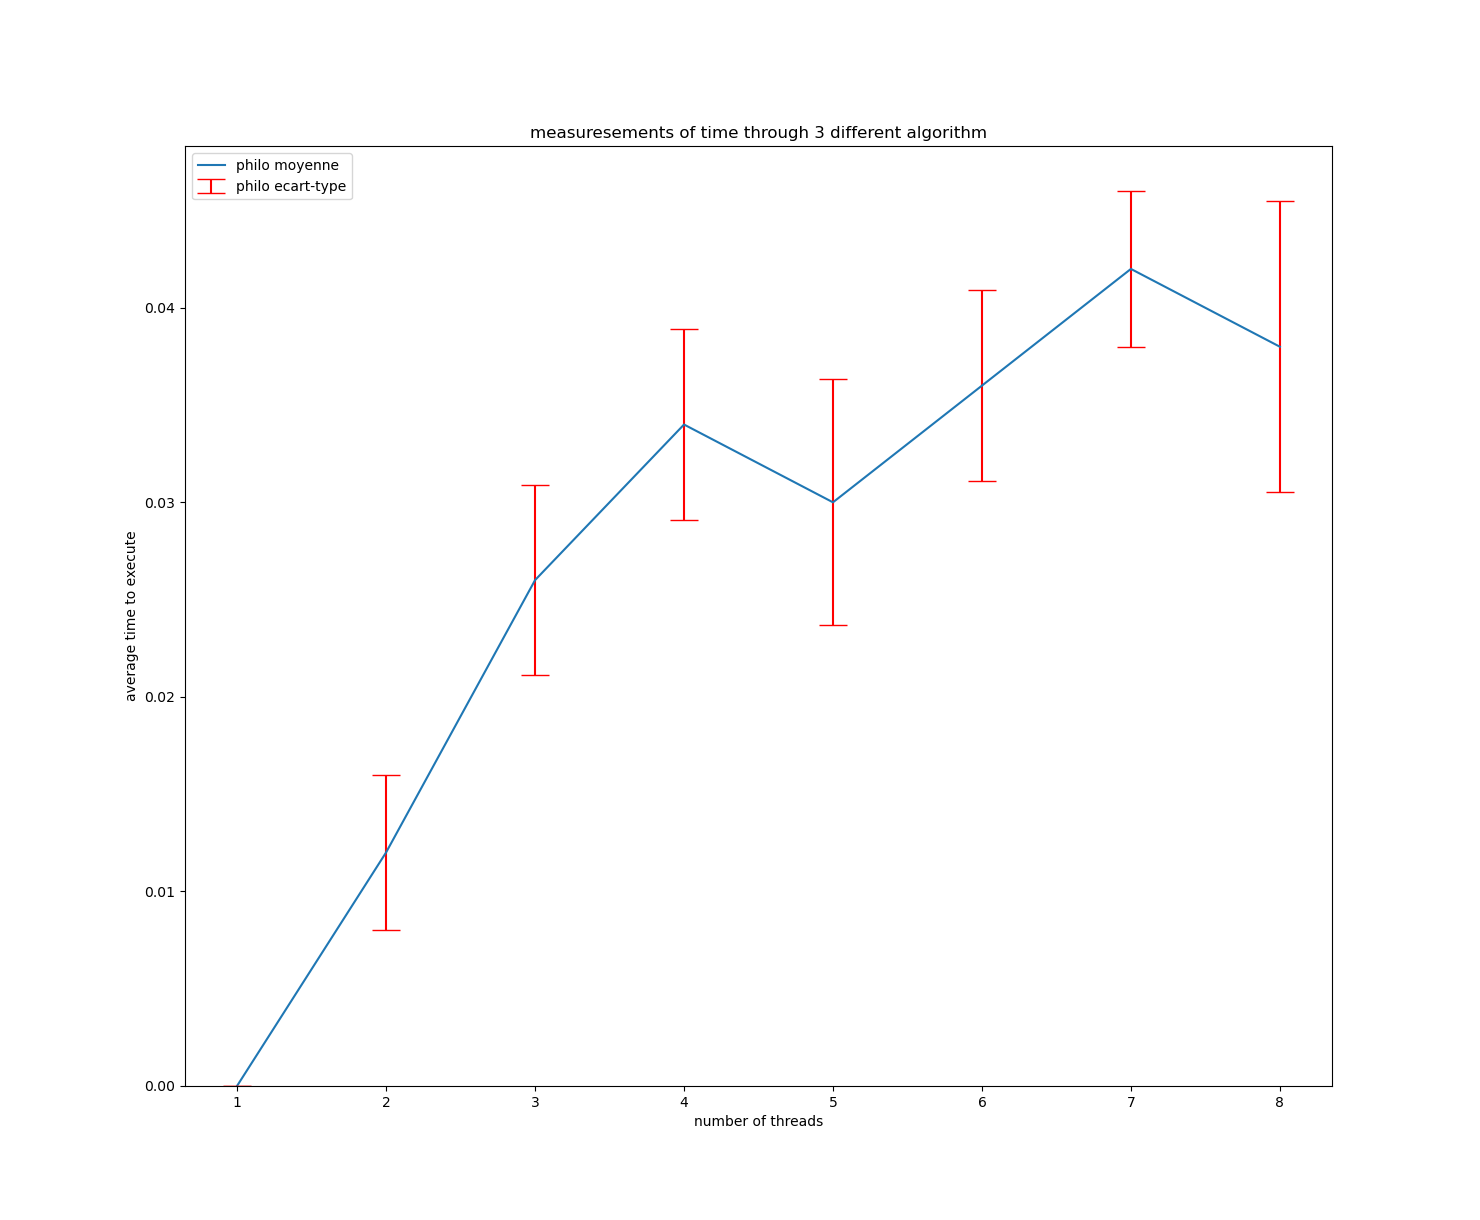 measuresements of time through 3 different algorithm
philo moyenne
philo ecart-type
average time to execute
0.04
0.03
0.02
0.01
0.00
1 2 3 4 5 6 7 8
number of threads